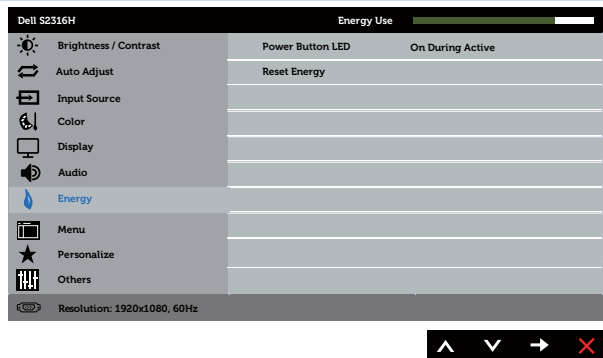 Dell S2316H Energy Use
Brightness / Contrast Power Button LED On During Active
Auto Adjust Reset Energy
Input Source
Color
Display
Audio
Energy
Menu
Personalize
Others
Resolution: 1920x1080, 60Hz